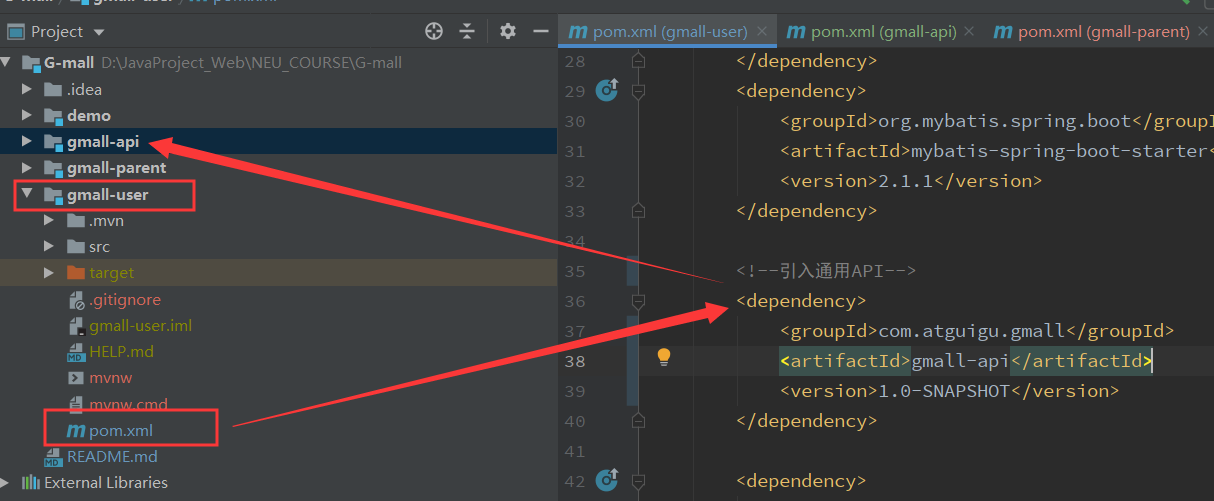 Project
G-mall D:\JavaProject_Web\NEU_COURSE\G-mall
.idea
demo
gmall-api
gmall-parent
gmall-user
.mvn
src
target
.gitignore
gmall-user.iml
HELP.md
mvnw
mvnw.cmd
pom.xml
README.md
External Libraries
pom.xml (gmall-user)
pom.xml (gmall-api)
pom.xml (gmall-parent)
28 </dependency>
29 <dependency>
30 <groupId>org.mybatis.spring.boot</groupI
31 <artifactId>mybatis-spring-boot-starter<
32 <version>2.1.1</version>
33 </dependency>
34
35 <!--引入通用API-->
36 <dependency>
37 <groupId>com.atguigu.gmall</groupId>
38 <artifactId>gmall-api</artifactId>
39 <version>1.0-SNAPSHOT</version>
40 </dependency>
41
42 <dependency>